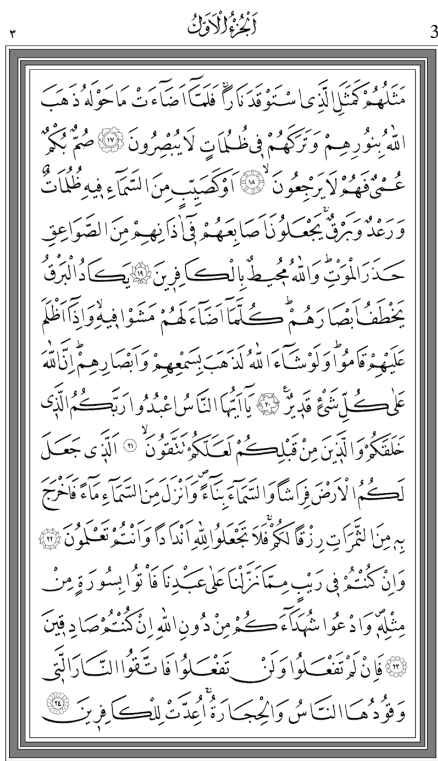 ٣ اَلْجُزْءُ الْاَوَّلُ 3
مَثَلُهُمْ كَمَثَلِ الَّذِى اسْتَوْقَدَ نَارًاۚ فَلَمَّٓا اَضَٓاءَتْ مَا حَوْلَهُ ذَهَبَ
اللّٰهُ بِنُورِهِمْ وَتَرَكَهُمْ فِى ظُلُمَاتٍ لَا يُبْصِرُونَ ﴿١٧﴾ صُمٌّ بُكْمٌ
عُمْىٌ فَهُمْ لَا يَرْجِعُونَۙ ﴿١٨﴾ اَوْ كَصَيِّبٍ مِنَ السَّمَٓاءِ فِيهِ ظُلُمَاتٌ
وَرَعْدٌ وَبَرْقٌۚ يَجْعَلُونَ اَصَابِعَهُمْ فِٓى اٰذَانِهِمْ مِنَ الصَّوَاعِقِ
حَذَرَ الْمَوْتِۜ وَاللّٰهُ مُحِيطٌ بِالْكَافِرِينَ ﴿١٩﴾ يَكَادُ الْبَرْقُ
يَخْطَفُ اَبْصَارَهُمْۜ كُلَّمَٓا اَضَٓاءَ لَهُمْ مَشَوْا فِيهِۙ وَاِذَٓا اَظْلَمَ
عَلَيْهِمْ قَامُواۜ وَلَوْ شَٓاءَ اللّٰهُ لَذَهَبَ بِسَمْعِهِمْ وَاَبْصَارِهِمْۜ اِنَّ اللّٰهَ
عَلٰى كُلِّ شَىْءٍ قَدِيرٌ۟ ﴿٢٠﴾ يَٓا اَيُّهَا النَّاسُ اعْبُدُوا رَبَّكُمُ الَّذِى
خَلَقَكُمْ وَالَّذِينَ مِنْ قَبْلِكُمْ لَعَلَّكُمْ تَتَّقُونَۙ ﴿٢١﴾ اَلَّذِى جَعَلَ
لَكُمُ الْاَرْضَ فِرَاشًا وَالسَّمَٓاءَ بِنَٓاءًۖ وَاَنْزَلَ مِنَ السَّمَٓاءِ مَٓاءً فَاَخْرَجَ
بِهِ مِنَ الثَّمَرَاتِ رِزْقًا لَكُمْۚ فَلَا تَجْعَلُوا لِلّٰهِ اَنْدَادًا وَاَنْتُمْ تَعْلَمُونَ ﴿٢٢﴾
وَاِنْ كُنْتُمْ فِى رَيْبٍ مِمَّا نَزَّلْنَا عَلٰى عَبْدِنَا فَاْتُوا بِسُورَةٍ مِنْ
مِثْلِهِۖ وَادْعُوا شُهَدَٓاءَكُمْ مِنْ دُونِ اللّٰهِ اِنْ كُنْتُمْ صَادِقِينَ
﴿٢٣﴾ فَاِنْ لَمْ تَفْعَلُوا وَلَنْ تَفْعَلُوا فَاتَّقُوا النَّارَ الَّتِى
وَقُودُهَا النَّاسُ وَالْحِجَارَةُۚ اُعِدَّتْ لِلْكَافِرِينَ ﴿٢٤﴾